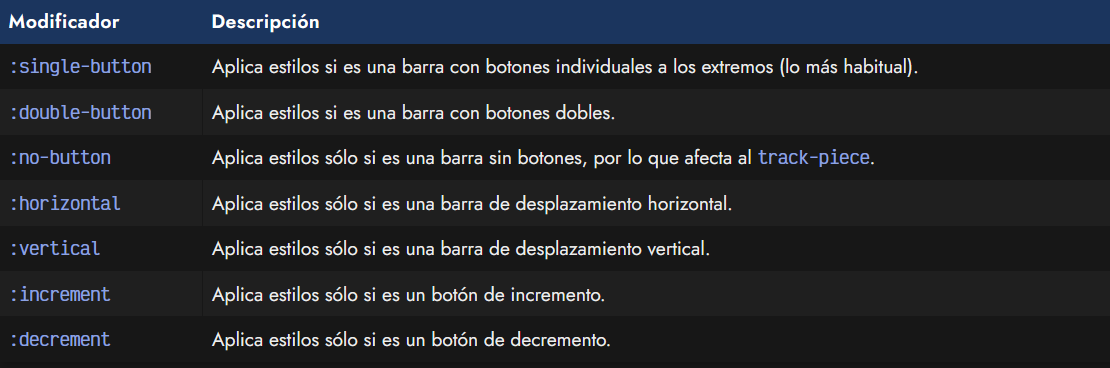 Modificador Descripción
:single-button Aplica estilos si es una barra con botones individuales a los extremos (lo más habitual).
:double-button Aplica estilos si es una barra con botones dobles.
:no-button Aplica estilos sólo si es una barra sin botones, por lo que afecta al track-piece.
:horizontal Aplica estilos sólo si es una barra de desplazamiento horizontal.
:vertical Aplica estilos sólo si es una barra de desplazamiento vertical.
:increment Aplica estilos sólo si es un botón de incremento.
:decrement Aplica estilos sólo si es un botón de decremento.